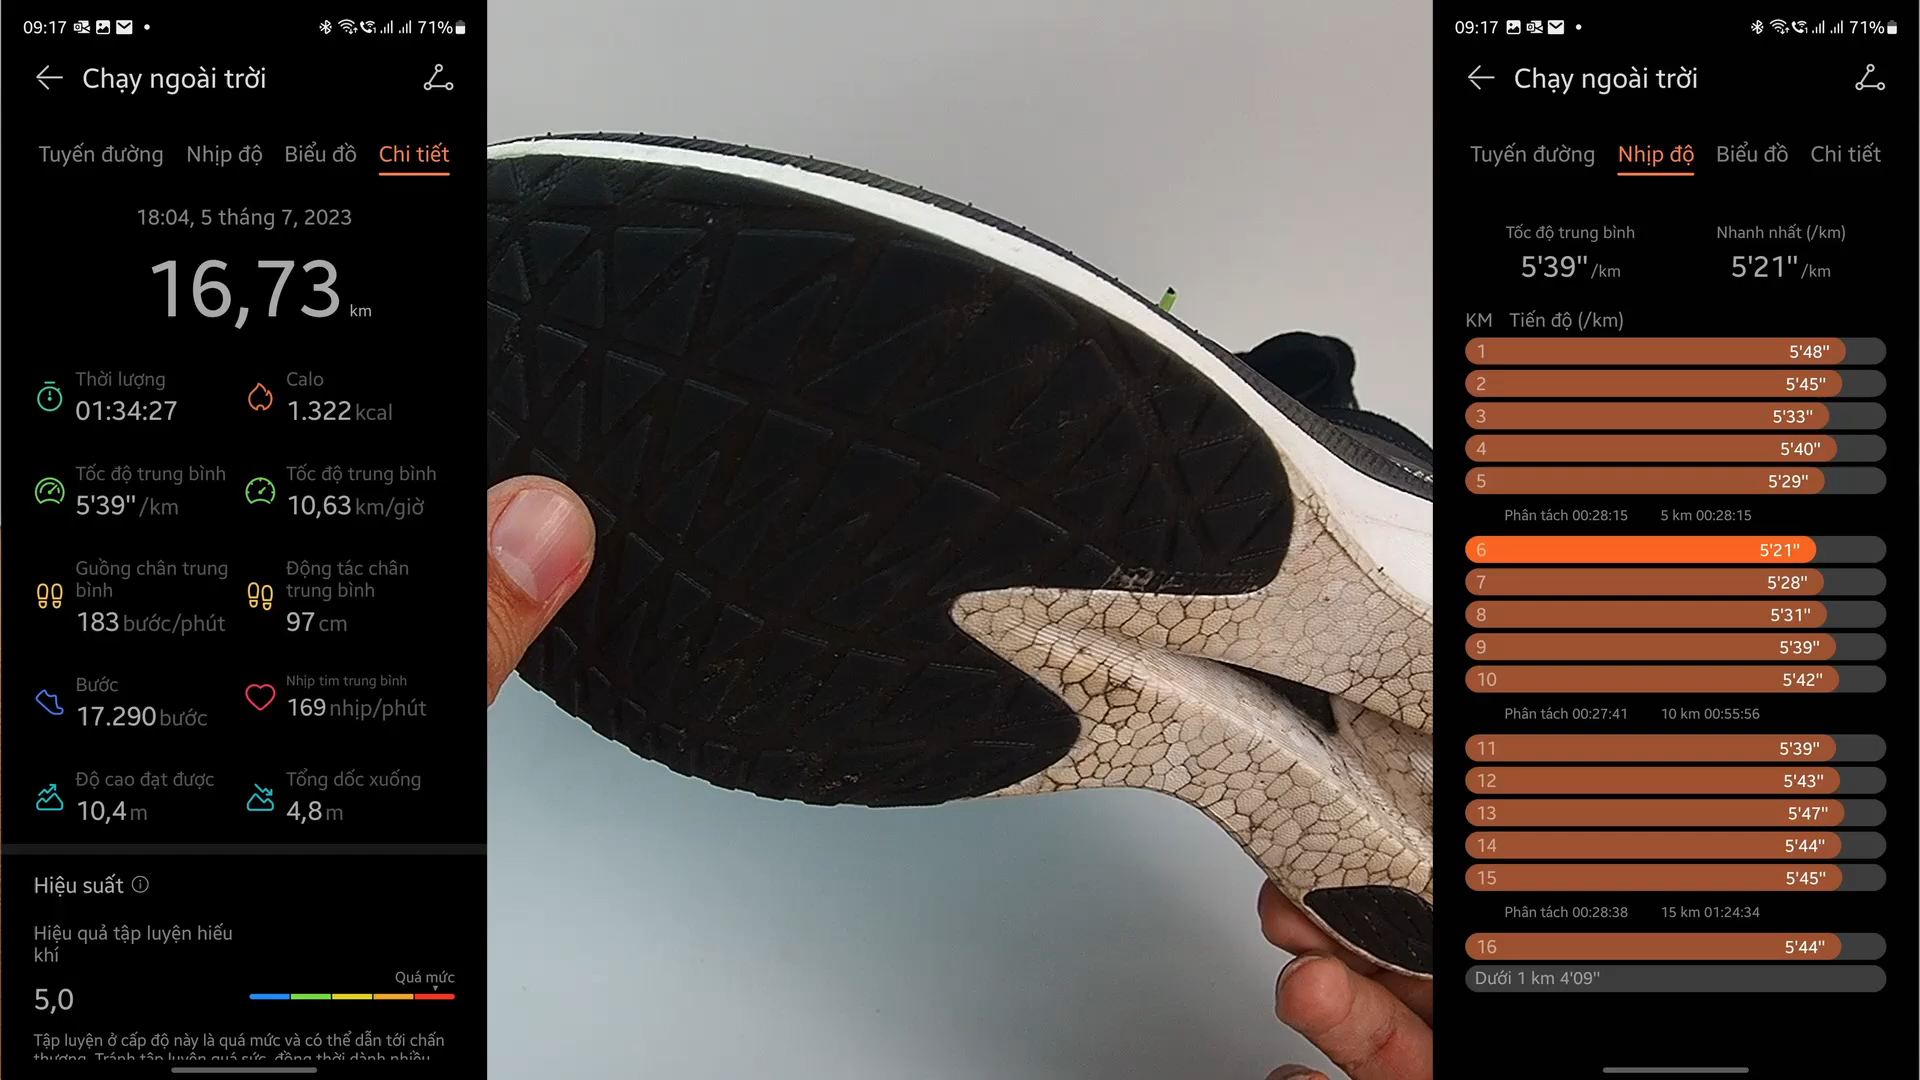 09:17
71%
Chạy ngoài trời
Tuyến đường
Nhịp độ
Biểu đồ
Chi tiết
18:04, 5 tháng 7, 2023
16,73 km
Thời lượng
01:34:27
Calo
1.322 kcal
Tốc độ trung bình
5'39" /km
Tốc độ trung bình
10,63 km/giờ
Guồng chân trung
bình
183 bước/phút
Động tác chân
trung bình
97 cm
Bước
17.290 bước
Nhịp tim trung bình
169 nhịp/phút
Độ cao đạt được
10,4 m
Tổng dốc xuống
4,8 m
Hiệu suất
Hiệu quả tập luyện hiếu
khí
Quá mức
5,0
Tập luyện ở cấp độ này là quá mức và có thể dẫn tới chấn
thương. Tránh tập luyện quá sức, đồng thời dành nhiều
09:17
71%
Chạy ngoài trời
Tuyến đường
Nhịp độ
Biểu đồ
Chi tiết
Tốc độ trung bình
5'39" /km
Nhanh nhất (/km)
5'21" /km
KM Tiến độ (/km)
1 5'48"
2 5'45"
3 5'33"
4 5'40"
5 5'29"
Phân tách 00:28:15 5 km 00:28:15
6 5'21"
7 5'28"
8 5'31"
9 5'39"
10 5'42"
Phân tách 00:27:41 10 km 00:55:56
11 5'39"
12 5'43"
13 5'47"
14 5'44"
15 5'45"
Phân tách 00:28:38 15 km 01:24:34
16 5'44"
Dưới 1 km 4'09"